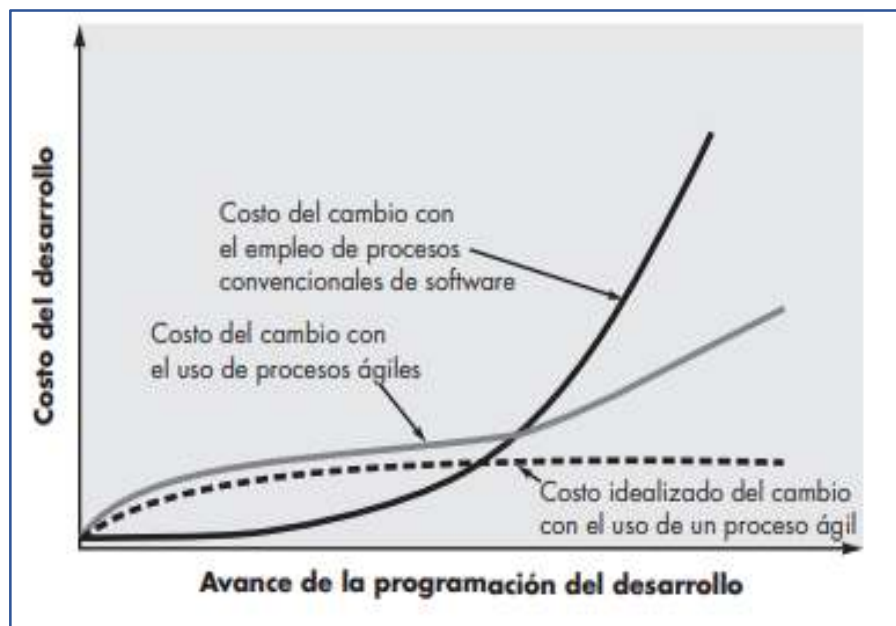 Costo del desarrollo
Costo del cambio con
el empleo de procesos
convencionales de software
Costo del cambio con
el uso de procesos ágiles
Costo idealizado del cambio
con el uso de un proceso ágil
Avance de la programación del desarrollo